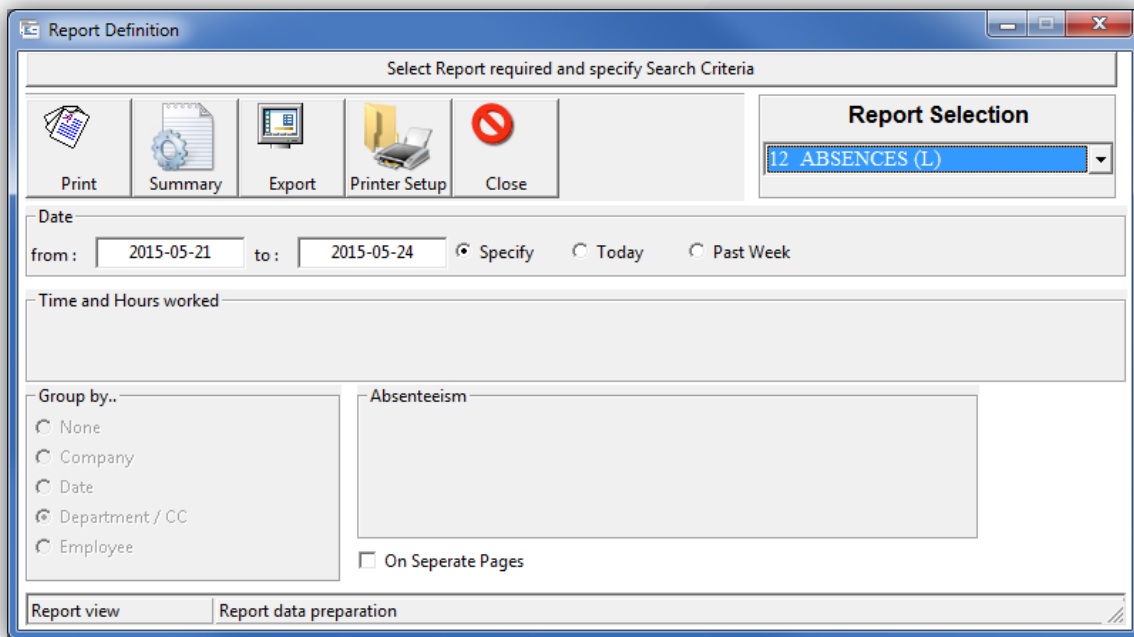 Report Definition
Select Report required and specify Search Criteria
Report Selection
12 ABSENCES (L)
Print Summary Export Printer Setup Close
Date
from : 2015-05-21 to : 2015-05-24 Specify Today Past Week
Time and Hours worked
Group by..
None
Company
Date
Department / CC
Employee
Absenteeism
On Seperate Pages
Report view Report data preparation